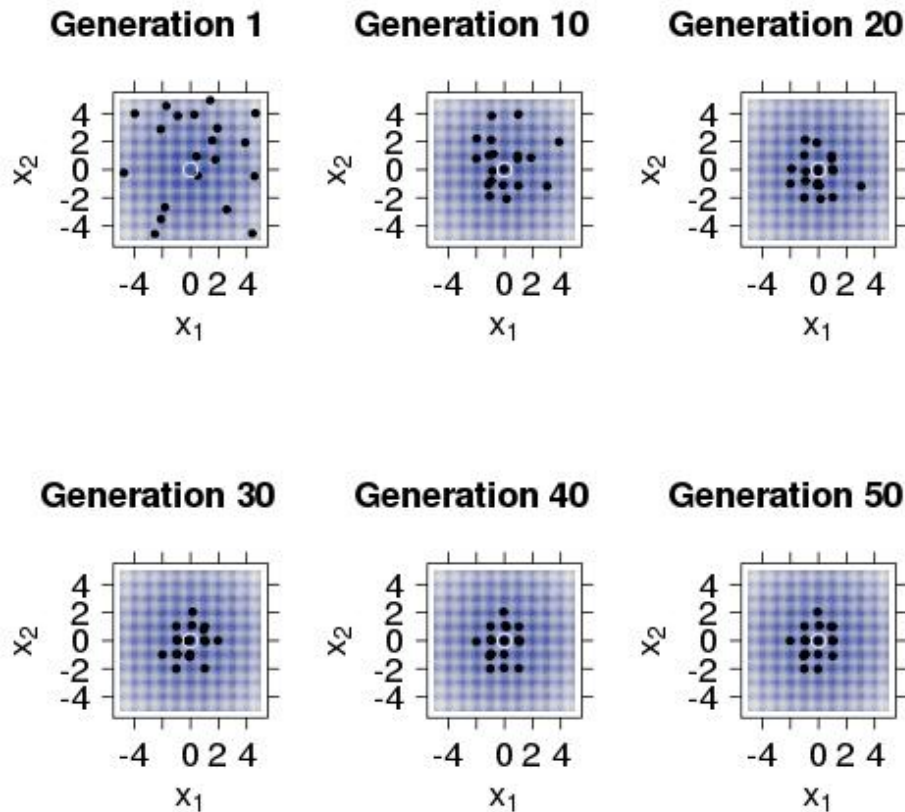 Generation 1
4
2
0
-2
-4
x₂
-4 0 2 4
x₁
Generation 10
4
2
0
-2
-4
x₂
-4 0 2 4
x₁
Generation 20
4
2
0
-2
-4
x₂
-4 0 2 4
x₁
Generation 30
4
2
0
-2
-4
x₂
-4 0 2 4
x₁
Generation 40
4
2
0
-2
-4
x₂
-4 0 2 4
x₁
Generation 50
4
2
0
-2
-4
x₂
-4 0 2 4
x₁